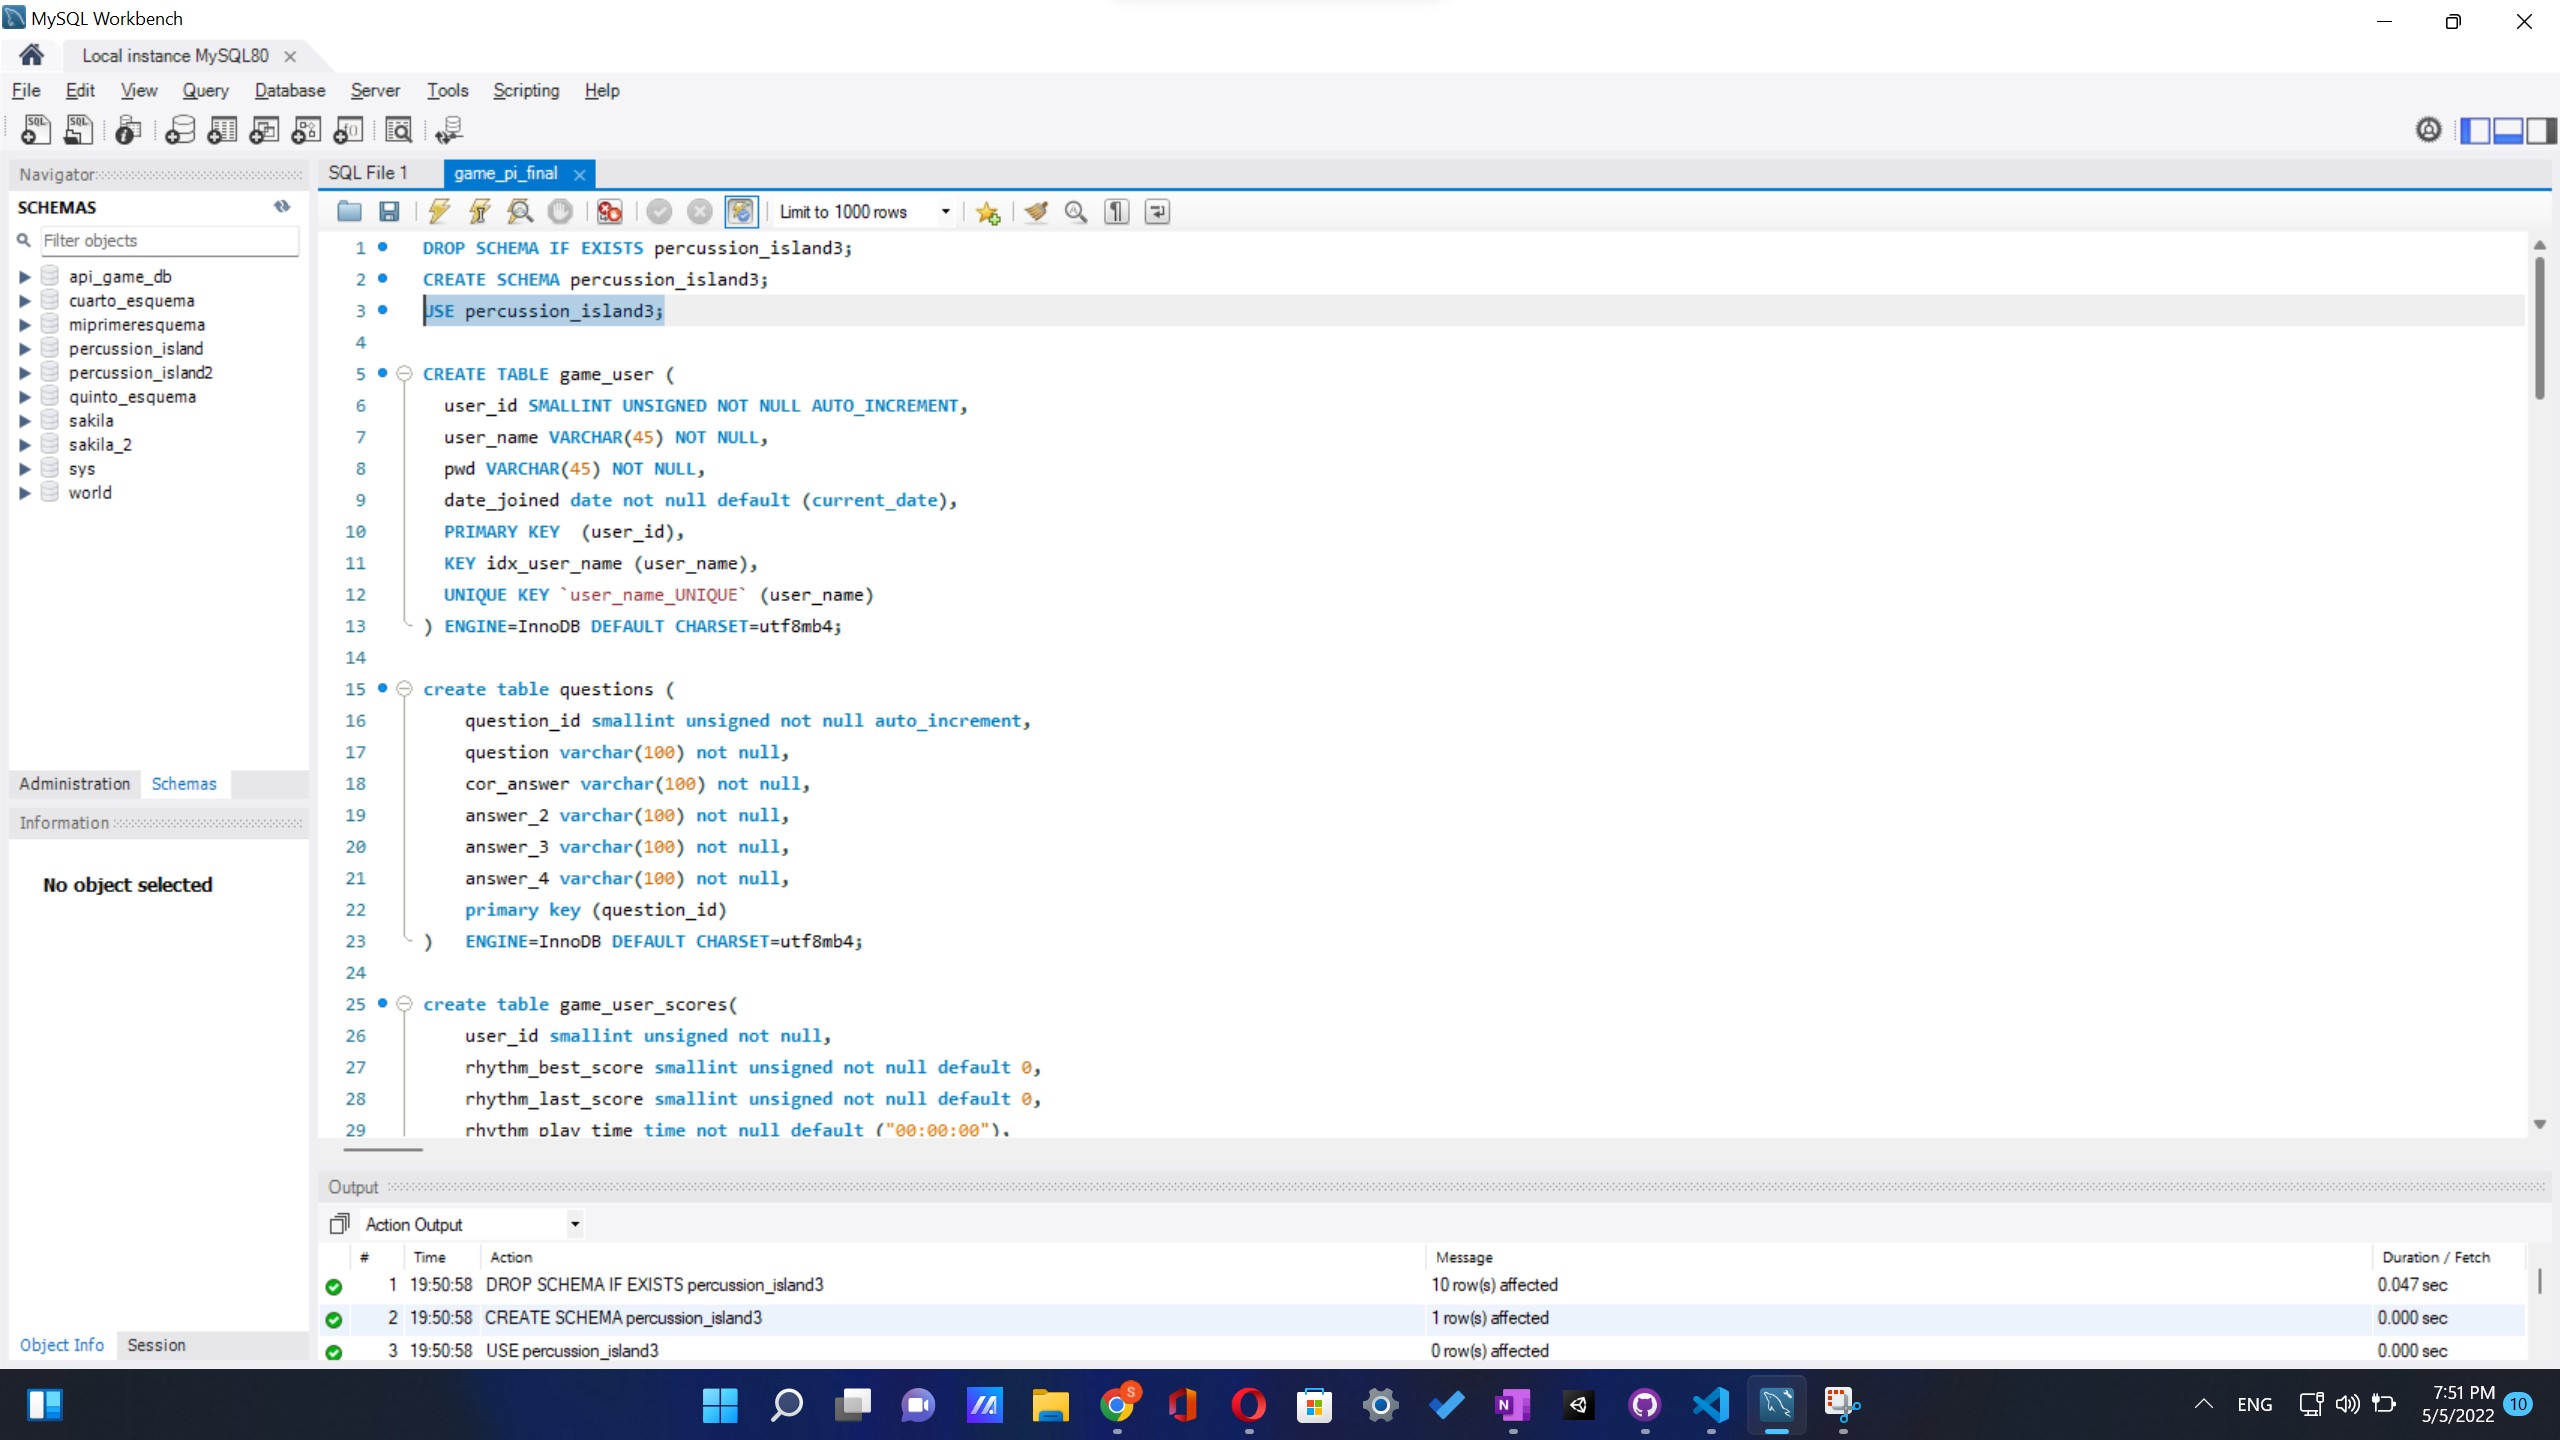 MySQL Workbench
Local instance MySQL80
File Edit View Query Database Server Tools Scripting Help
Navigator
SCHEMAS
Filter objects
api_game_db
cuarto_esquema
miprimeresquema
percussion_island
percussion_island2
quinto_esquema
sakila
sakila_2
sys
world
Administration Schemas
Information
No object selected
Object Info Session
SQL File 1 game_pi_final
Limit to 1000 rows
1 DROP SCHEMA IF EXISTS percussion_island3;
2 CREATE SCHEMA percussion_island3;
3 USE percussion_island3;
4
5 CREATE TABLE game_user (
6 user_id SMALLINT UNSIGNED NOT NULL AUTO_INCREMENT,
7 user_name VARCHAR(45) NOT NULL,
8 pwd VARCHAR(45) NOT NULL,
9 date_joined date not null default (current_date),
10 PRIMARY KEY  (user_id),
11 KEY idx_user_name (user_name),
12 UNIQUE KEY `user_name_UNIQUE` (user_name)
13 ) ENGINE=InnoDB DEFAULT CHARSET=utf8mb4;
14
15 create table questions (
16 question_id smallint unsigned not null auto_increment,
17 question varchar(100) not null,
18 cor_answer varchar(100) not null,
19 answer_2 varchar(100) not null,
20 answer_3 varchar(100) not null,
21 answer_4 varchar(100) not null,
22 primary key (question_id)
23 ) ENGINE=InnoDB DEFAULT CHARSET=utf8mb4;
24
25 create table game_user_scores(
26 user_id smallint unsigned not null,
27 rhythm_best_score smallint unsigned not null default 0,
28 rhythm_last_score smallint unsigned not null default 0,
29 rhythm_play_time time not null default ("00:00:00"),
Output
Action Output
# Time Action Message Duration / Fetch
1 19:50:58 DROP SCHEMA IF EXISTS percussion_island3 10 row(s) affected 0.047 sec
2 19:50:58 CREATE SCHEMA percussion_island3 1 row(s) affected 0.000 sec
3 19:50:58 USE percussion_island3 0 row(s) affected 0.000 sec
ENG
7:51 PM
5/5/2022
10